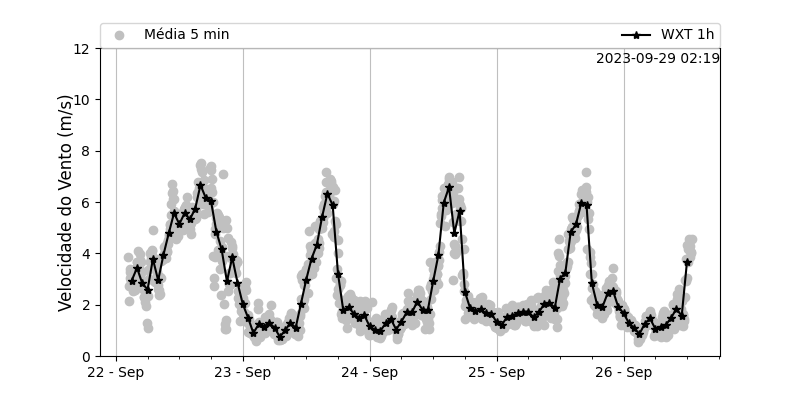 Média 5 min
WXT 1h
2023-09-29 02:19
Velocidade do Vento (m/s)
12
10
8
6
4
2
0
22 - Sep
23 - Sep
24 - Sep
25 - Sep
26 - Sep